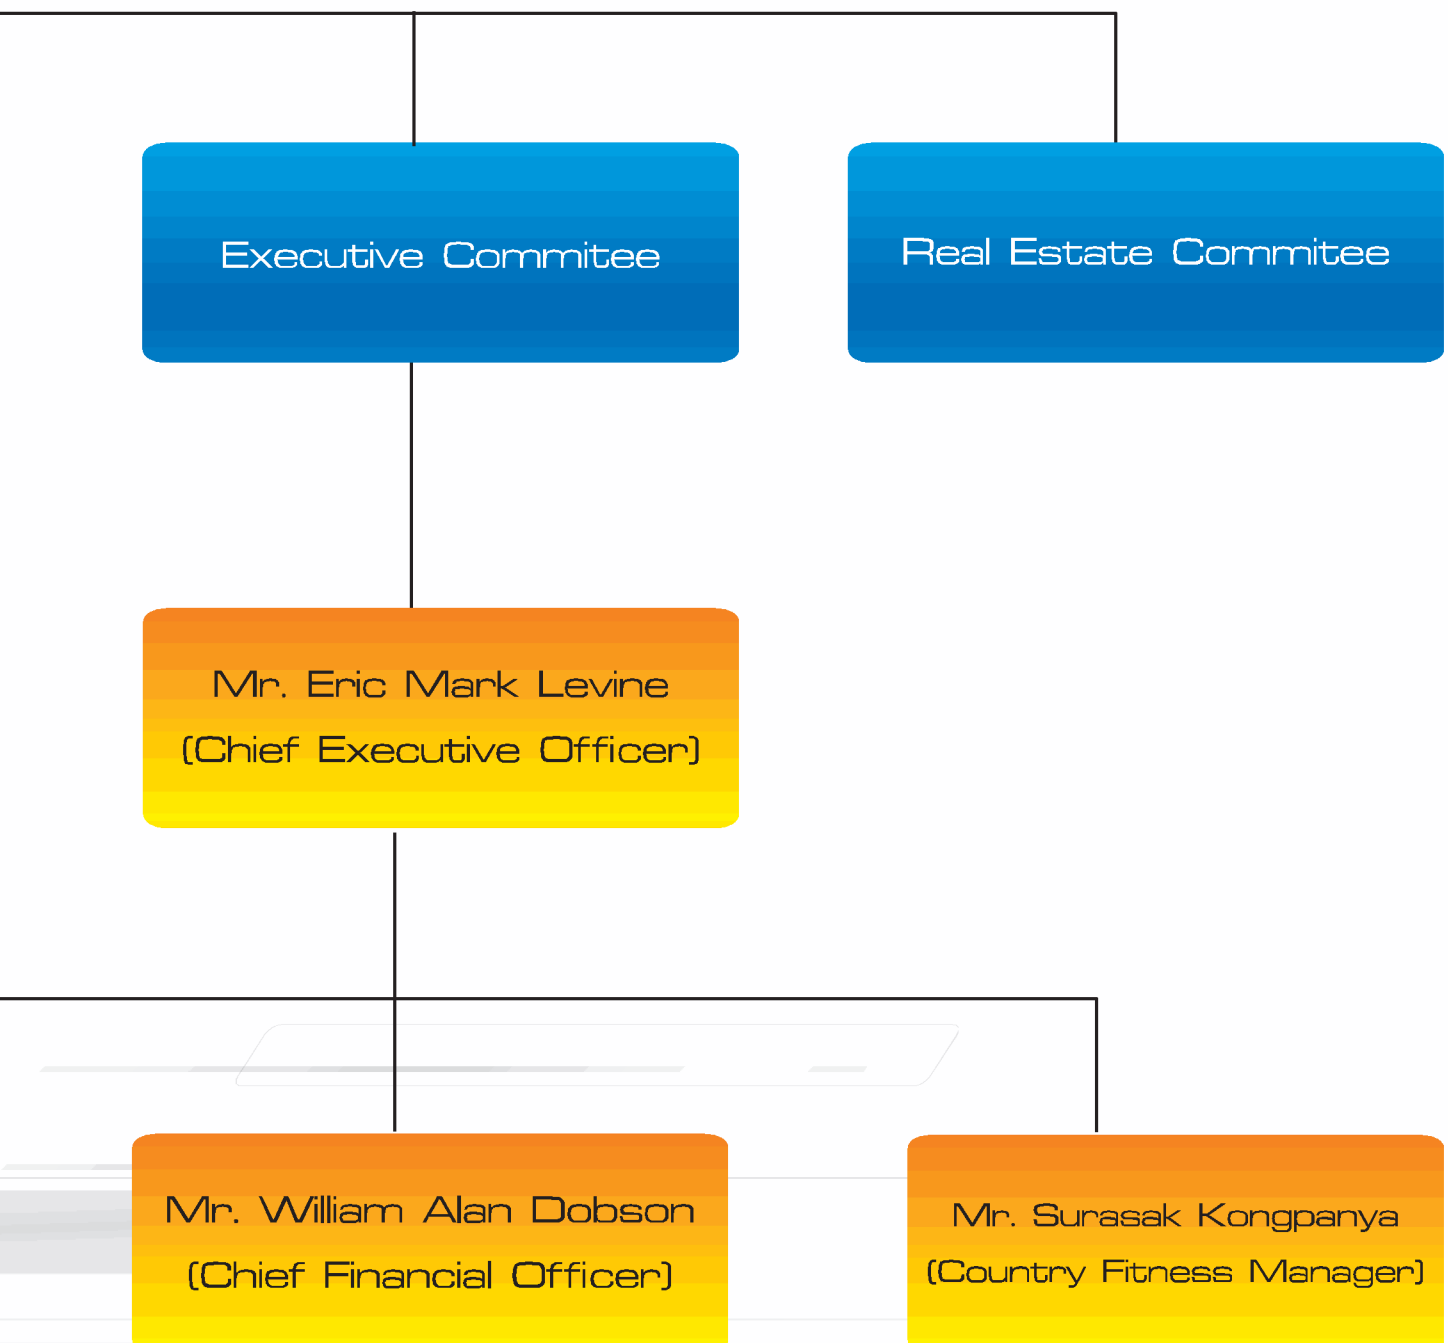 Executive Commitee
Real Estate Commitee
Mr. Eric Mark Levine
(Chief Executive Officer)
Mr. William Alan Dobson
(Chief Financial Officer)
Mr. Surasak Kongpanya
(Country Fitness Manager)